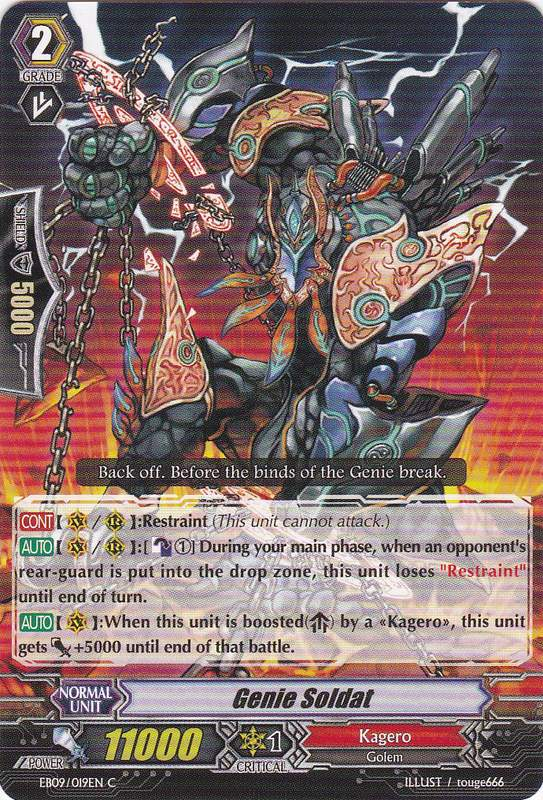 2
GRADE
SHIELD
5000
Back off. Before the binds of the Genie break.
CONT【 / 】:Restraint (This unit cannot attack.)
AUTO【 / 】:[ ①] During your main phase, when an opponent's
rear-guard is put into the drop zone, this unit loses "Restraint"
until end of turn.
AUTO【 】:When this unit is boosted( ) by a «Kagero», this unit
gets +5000 until end of that battle.
NORMAL
UNIT
Genie Soldat
POWER
11000
1
CRITICAL
Kagero
Golem
EB09/019EN C
ILLUST / touge666